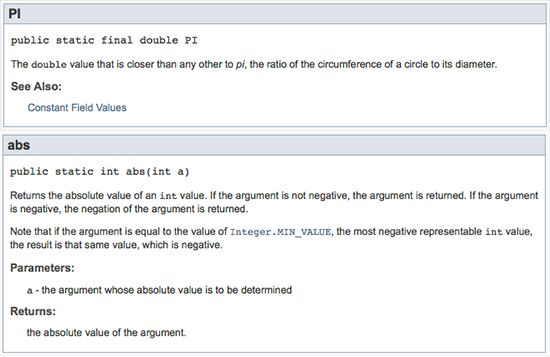 PI
public static final double PI
The double value that is closer than any other to pi, the ratio of the circumference of a circle to its diameter.
See Also:
Constant Field Values
abs
public static int abs(int a)
Returns the absolute value of an int value. If the argument is not negative, the argument is returned. If the argument
is negative, the negation of the argument is returned.
Note that if the argument is equal to the value of Integer.MIN_VALUE, the most negative representable int value,
the result is that same value, which is negative.
Parameters:
a - the argument whose absolute value is to be determined
Returns:
the absolute value of the argument.